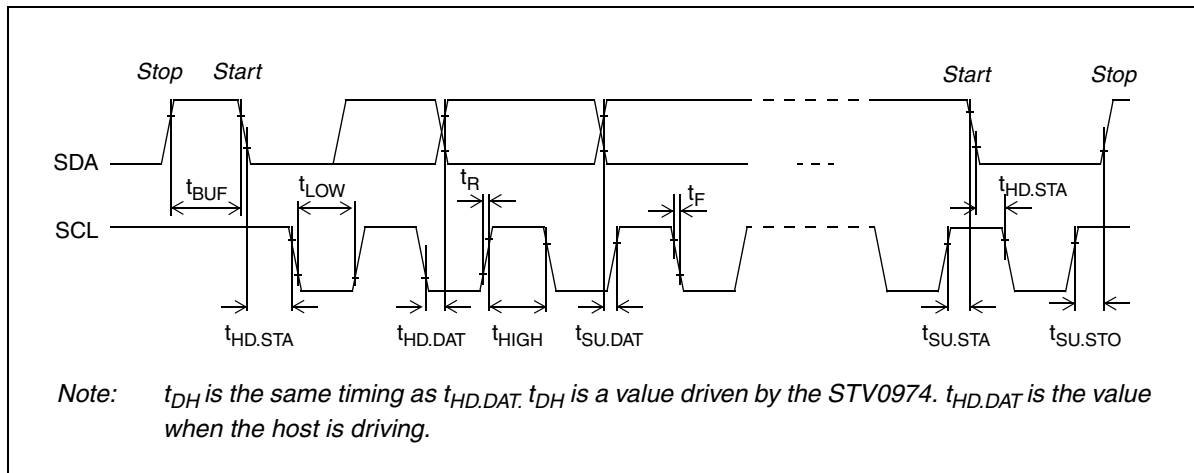 Stop Start Start Stop
SDA
tBUF tLOW tR tF tHD.STA
SCL
tHD.STA tHD.DAT tHIGH tSU.DAT tSU.STA tSU.STO
Note: tDH is the same timing as tHD.DAT. tDH is a value driven by the STV0974. tHD.DAT is the value
when the host is driving.